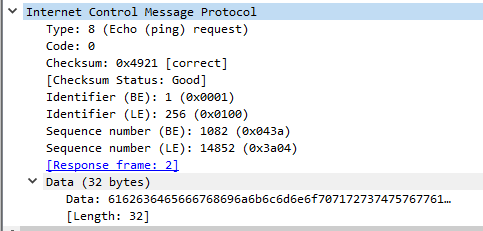 Internet Control Message Protocol
Type: 8 (Echo (ping) request)
Code: 0
Checksum: 0x4921 [correct]
[Checksum Status: Good]
Identifier (BE): 1 (0x0001)
Identifier (LE): 256 (0x0100)
Sequence number (BE): 1082 (0x043a)
Sequence number (LE): 14852 (0x3a04)
[Response frame: 2]
Data (32 bytes)
Data: 6162636465666768696a6b6c6d6e6f707172737475767761…
[Length: 32]